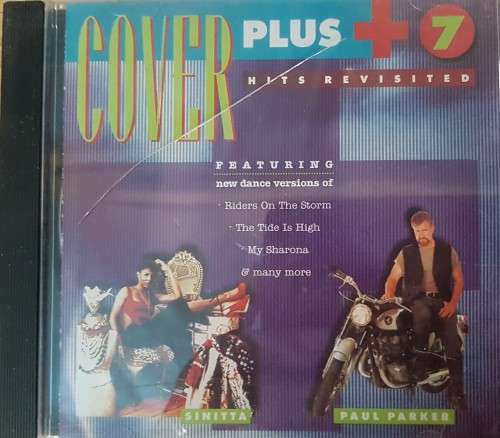 COVER PLUS + 7
HITS REVISITED
FEATURING
new dance versions of
- Riders On The Storm
- The Tide Is High
- My Sharona
& many more
SINITTA
PAUL PARKER